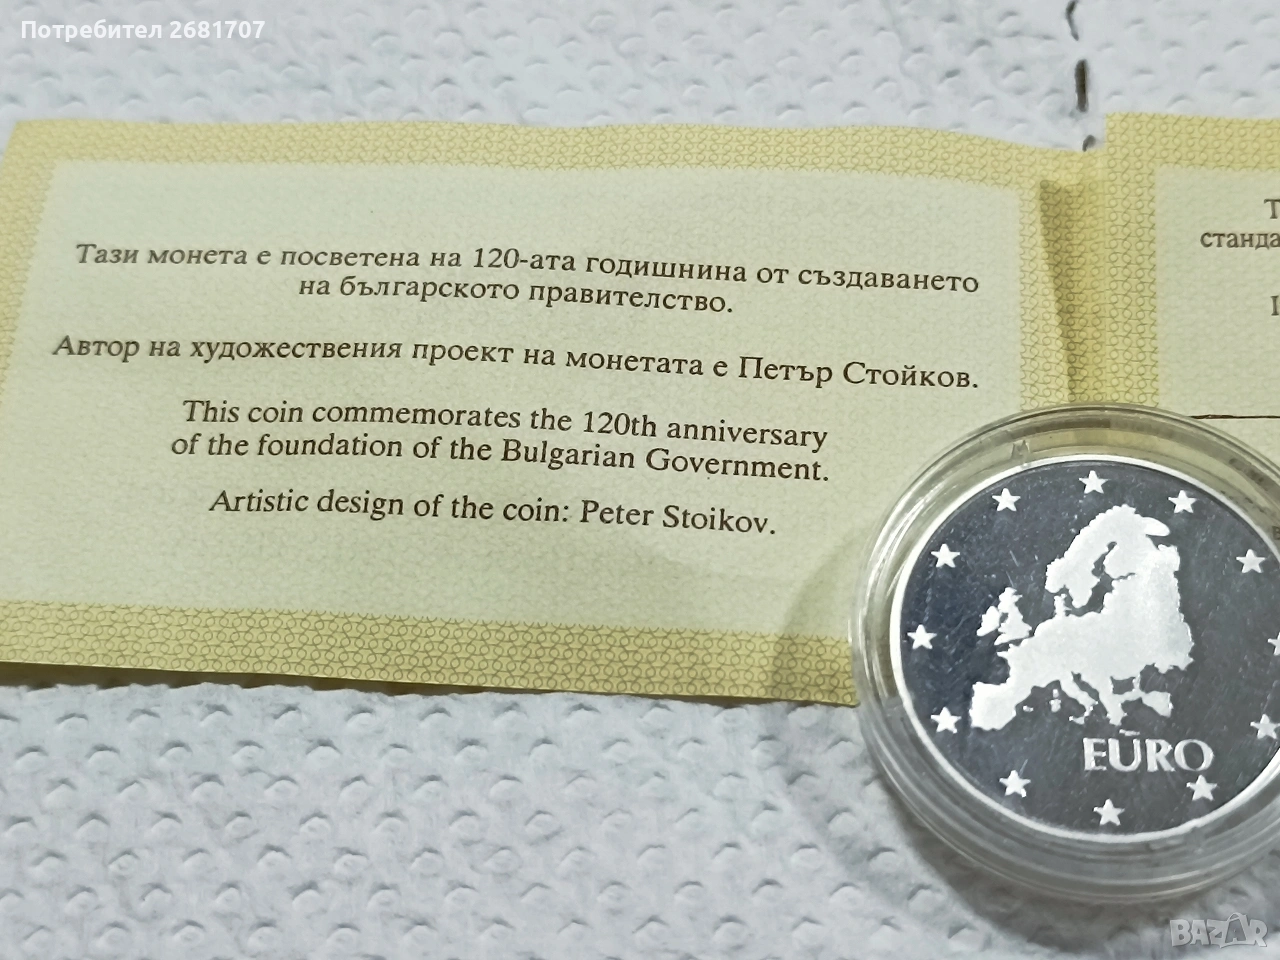 Потребител 2681707
Тази монета е посветена на 120-ата годишнина от създаването
на българското правителство.
Автор на художествения проект на монетата е Петър Стойков.
This coin commemorates the 120th anniversary
of the foundation of the Bulgarian Government.
Artistic design of the coin: Peter Stoikov.
EURO
BAZAR